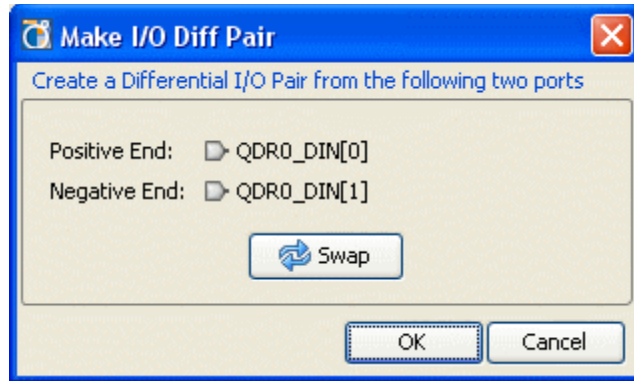 Make I/O Diff Pair
Create a Differential I/O Pair from the following two ports
Positive End: QDR0_DIN[0]
Negative End: QDR0_DIN[1]
Swap
OK Cancel